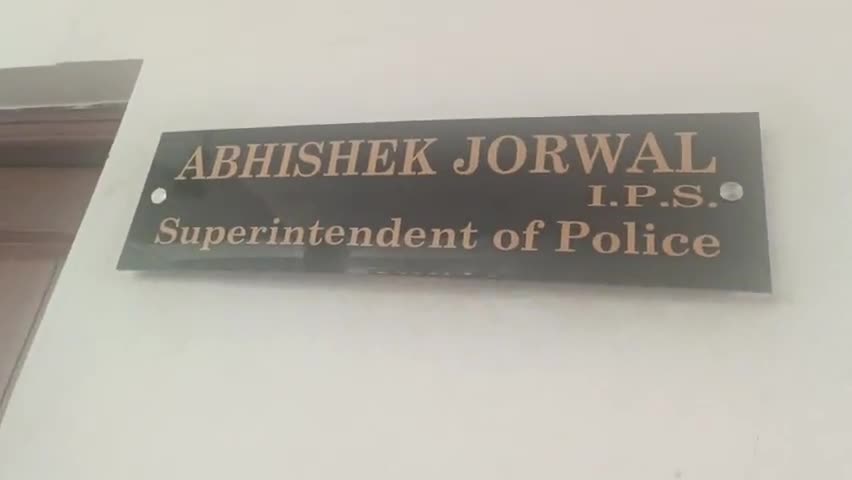 ABHISHEK JORWAL
I.P.S.
Superintendent of Police